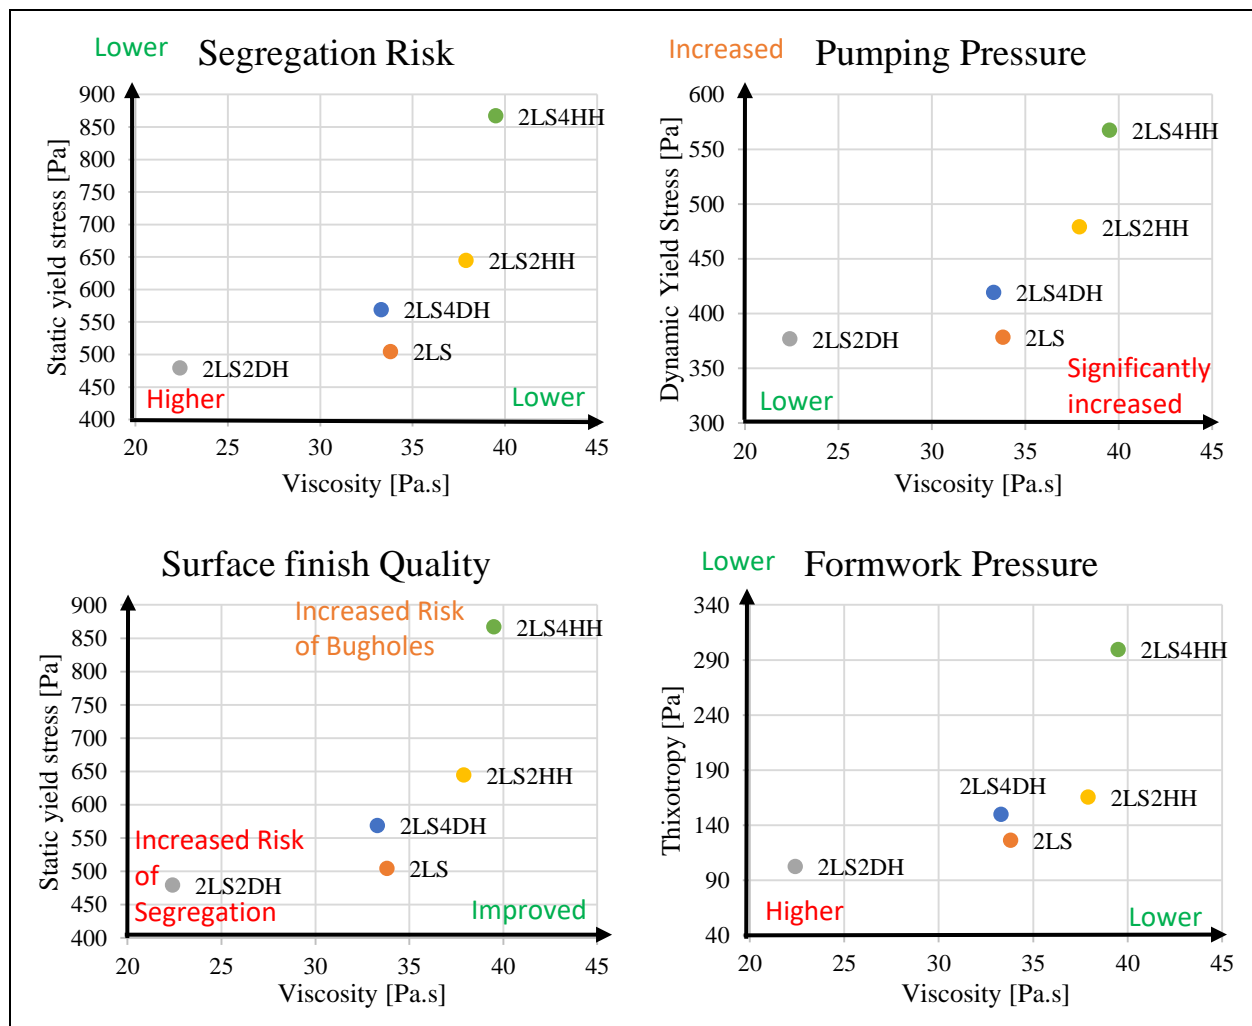 Lower
Segregation Risk
Static yield stress [Pa]
900
850
800
750
700
650
600
550
500
450
400
2LS4HH
2LS2HH
2LS4DH
2LS
2LS2DH
Higher
Lower
20 25 30 35 40 45
Viscosity [Pa.s]
Increased
Pumping Pressure
Dynamic Yield Stress [Pa]
600
550
500
450
400
350
300
2LS4HH
2LS2HH
2LS4DH
2LS
2LS2DH
Lower
Significantly
increased
20 25 30 35 40 45
Viscosity [Pa.s]
Surface finish Quality
Static yield stress [Pa]
900
850
800
750
700
650
600
550
500
450
400
Increased Risk
of Bugholes
2LS4HH
2LS2HH
2LS4DH
2LS
2LS2DH
Increased Risk
of
Segregation
Improved
20 25 30 35 40 45
Viscosity [Pa.s]
Lower
Formwork Pressure
Thixotropy [Pa]
340
290
240
190
140
90
40
2LS4HH
2LS4DH
2LS2HH
2LS
2LS2DH
Higher
Lower
20 25 30 35 40 45
Viscosity [Pa.s]